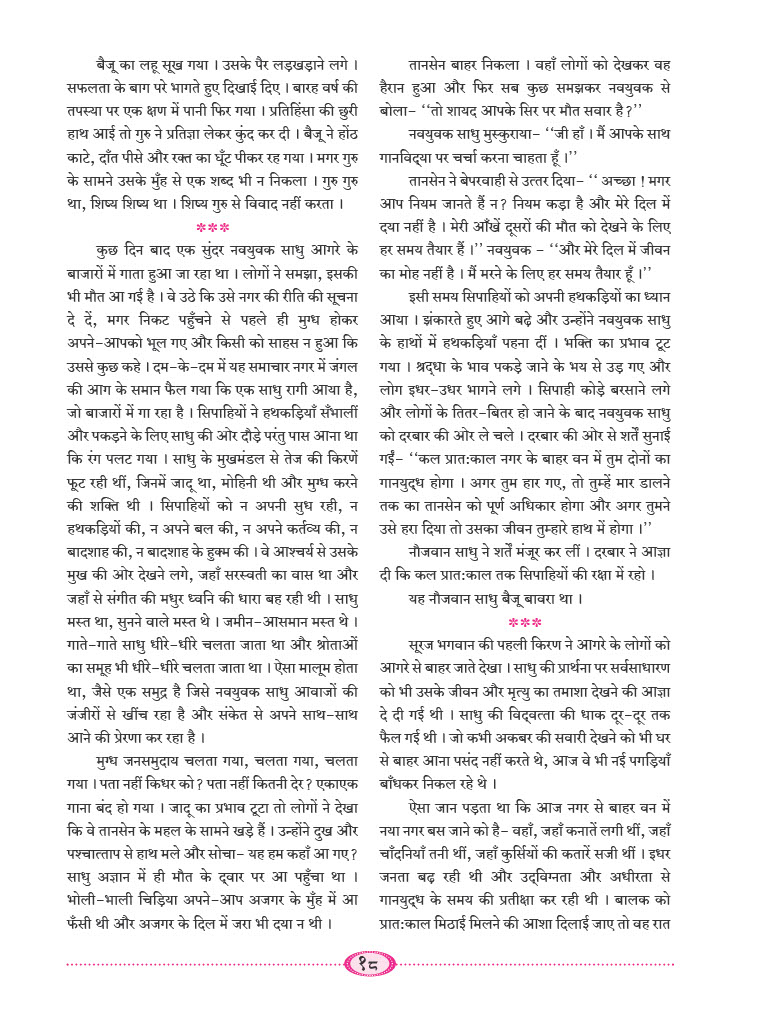 बैजू का लहू सूख गया । उसके पैर लड़खड़ाने लगे ।
सफलता के बाग परे भागते हुए दिखाई दिए । बारह वर्ष की
तपस्या पर एक क्षण में पानी फिर गया । प्रतिहिंसा की छुरी
हाथ आई तो गुरु ने प्रतिज्ञा लेकर कुंद कर दी । बैजू ने होंठ
काटे, दाँत पीसे और रक्त का घूँट पीकर रह गया । मगर गुरु
के सामने उसके मुँह से एक शब्द भी न निकला । गुरु गुरु
था, शिष्य शिष्य था । शिष्य गुरु से विवाद नहीं करता ।
***
कुछ दिन बाद एक सुंदर नवयुवक साधु आगरे के
बाजारों में गाता हुआ जा रहा था । लोगों ने समझा, इसकी
भी मौत आ गई है । वे उठे कि उसे नगर की रीति की सूचना
दे दें, मगर निकट पहुँचने से पहले ही मुग्ध होकर
अपने-आपको भूल गए और किसी को साहस न हुआ कि
उससे कुछ कहे । दम-के-दम में यह समाचार नगर में जंगल
की आग के समान फैल गया कि एक साधु रागी आया है,
जो बाजारों में गा रहा है । सिपाहियों ने हथकड़ियाँ सँभालीं
और पकड़ने के लिए साधु की ओर दौड़े परंतु पास आना था
कि रंग पलट गया । साधु के मुखमंडल से तेज की किरणें
फूट रही थीं, जिनमें जादू था, मोहिनी थी और मुग्ध करने
की शक्ति थी । सिपाहियों को न अपनी सुध रही, न
हथकड़ियों की, न अपने बल की, न अपने कर्तव्य की, न
बादशाह की, न बादशाह के हुक्म की । वे आश्चर्य से उसके
मुख की ओर देखने लगे, जहाँ सरस्वती का वास था और
जहाँ से संगीत की मधुर ध्वनि की धारा बह रही थी । साधु
मस्त था, सुनने वाले मस्त थे । जमीन-आसमान मस्त थे ।
गाते-गाते साधु धीरे-धीरे चलता जाता था और श्रोताओं
का समूह भी धीरे-धीरे चलता जाता था । ऐसा मालूम होता
था, जैसे एक समुद्र है जिसे नवयुवक साधु आवाजों की
जंजीरों से खींच रहा है और संकेत से अपने साथ-साथ
आने की प्रेरणा कर रहा है ।
मुग्ध जनसमुदाय चलता गया, चलता गया, चलता
गया । पता नहीं किधर को? पता नहीं कितनी देर? एकाएक
गाना बंद हो गया । जादू का प्रभाव टूटा तो लोगों ने देखा
कि वे तानसेन के महल के सामने खड़े हैं । उन्होंने दुख और
पश्चात्ताप से हाथ मले और सोचा- यह हम कहाँ आ गए?
साधु अज्ञान में ही मौत के द्वार पर आ पहुँचा था ।
भोली-भाली चिड़िया अपने-आप अजगर के मुँह में आ
फँसी थी और अजगर के दिल में जरा भी दया न थी ।
तानसेन बाहर निकला । वहाँ लोगों को देखकर वह
हैरान हुआ और फिर सब कुछ समझकर नवयुवक से
बोला- ‘‘तो शायद आपके सिर पर मौत सवार है?’’
नवयुवक साधु मुस्कुराया- ‘‘जी हाँ । मैं आपके साथ
गानविद्या पर चर्चा करना चाहता हूँ ।’’
तानसेन ने बेपरवाही से उत्तर दिया- ‘‘ अच्छा ! मगर
आप नियम जानते हैं न? नियम कड़ा है और मेरे दिल में
दया नहीं है । मेरी आँखें दूसरों की मौत को देखने के लिए
हर समय तैयार हैं ।’’ नवयुवक - ‘‘और मेरे दिल में जीवन
का मोह नहीं है । मैं मरने के लिए हर समय तैयार हूँ ।’’
इसी समय सिपाहियों को अपनी हथकड़ियों का ध्यान
आया । झंकारते हुए आगे बढ़े और उन्होंने नवयुवक साधु
के हाथों में हथकड़ियाँ पहना दीं । भक्ति का प्रभाव टूट
गया । श्रद्धा के भाव पकड़े जाने के भय से उड़ गए और
लोग इधर-उधर भागने लगे । सिपाही कोड़े बरसाने लगे
और लोगों के तितर-बितर हो जाने के बाद नवयुवक साधु
को दरबार की ओर ले चले । दरबार की ओर से शर्तें सुनाई
गईं- ‘‘कल प्रात:काल नगर के बाहर वन में तुम दोनों का
गानयुद्ध होगा । अगर तुम हार गए, तो तुम्हें मार डालने
तक का तानसेन को पूर्ण अधिकार होगा और अगर तुमने
उसे हरा दिया तो उसका जीवन तुम्हारे हाथ में होगा ।’’
नौजवान साधु ने शर्तें मंजूर कर लीं । दरबार ने आज्ञा
दी कि कल प्रात:काल तक सिपाहियों की रक्षा में रहो ।
यह नौजवान साधु बैजू बावरा था ।
***
सूरज भगवान की पहली किरण ने आगरे के लोगों को
आगरे से बाहर जाते देखा । साधु की प्रार्थना पर सर्वसाधारण
को भी उसके जीवन और मृत्यु का तमाशा देखने की आज्ञा
दे दी गई थी । साधु की विद्वत्ता की धाक दूर-दूर तक
फैल गई थी । जो कभी अकबर की सवारी देखने को भी घर
से बाहर आना पसंद नहीं करते थे, आज वे भी नई पगड़ियाँ
बाँधकर निकल रहे थे ।
ऐसा जान पड़ता था कि आज नगर से बाहर वन में
नया नगर बस जाने को है- वहाँ, जहाँ कनातें लगी थीं, जहाँ
चाँदनियाँ तनी थीं, जहाँ कुर्सियों की कतारें सजी थीं । इधर
जनता बढ़ रही थी और उद्विग्नता और अधीरता से
गानयुद्ध के समय की प्रतीक्षा कर रही थी । बालक को
प्रात:काल मिठाई मिलने की आशा दिलाई जाए तो वह रात
१८